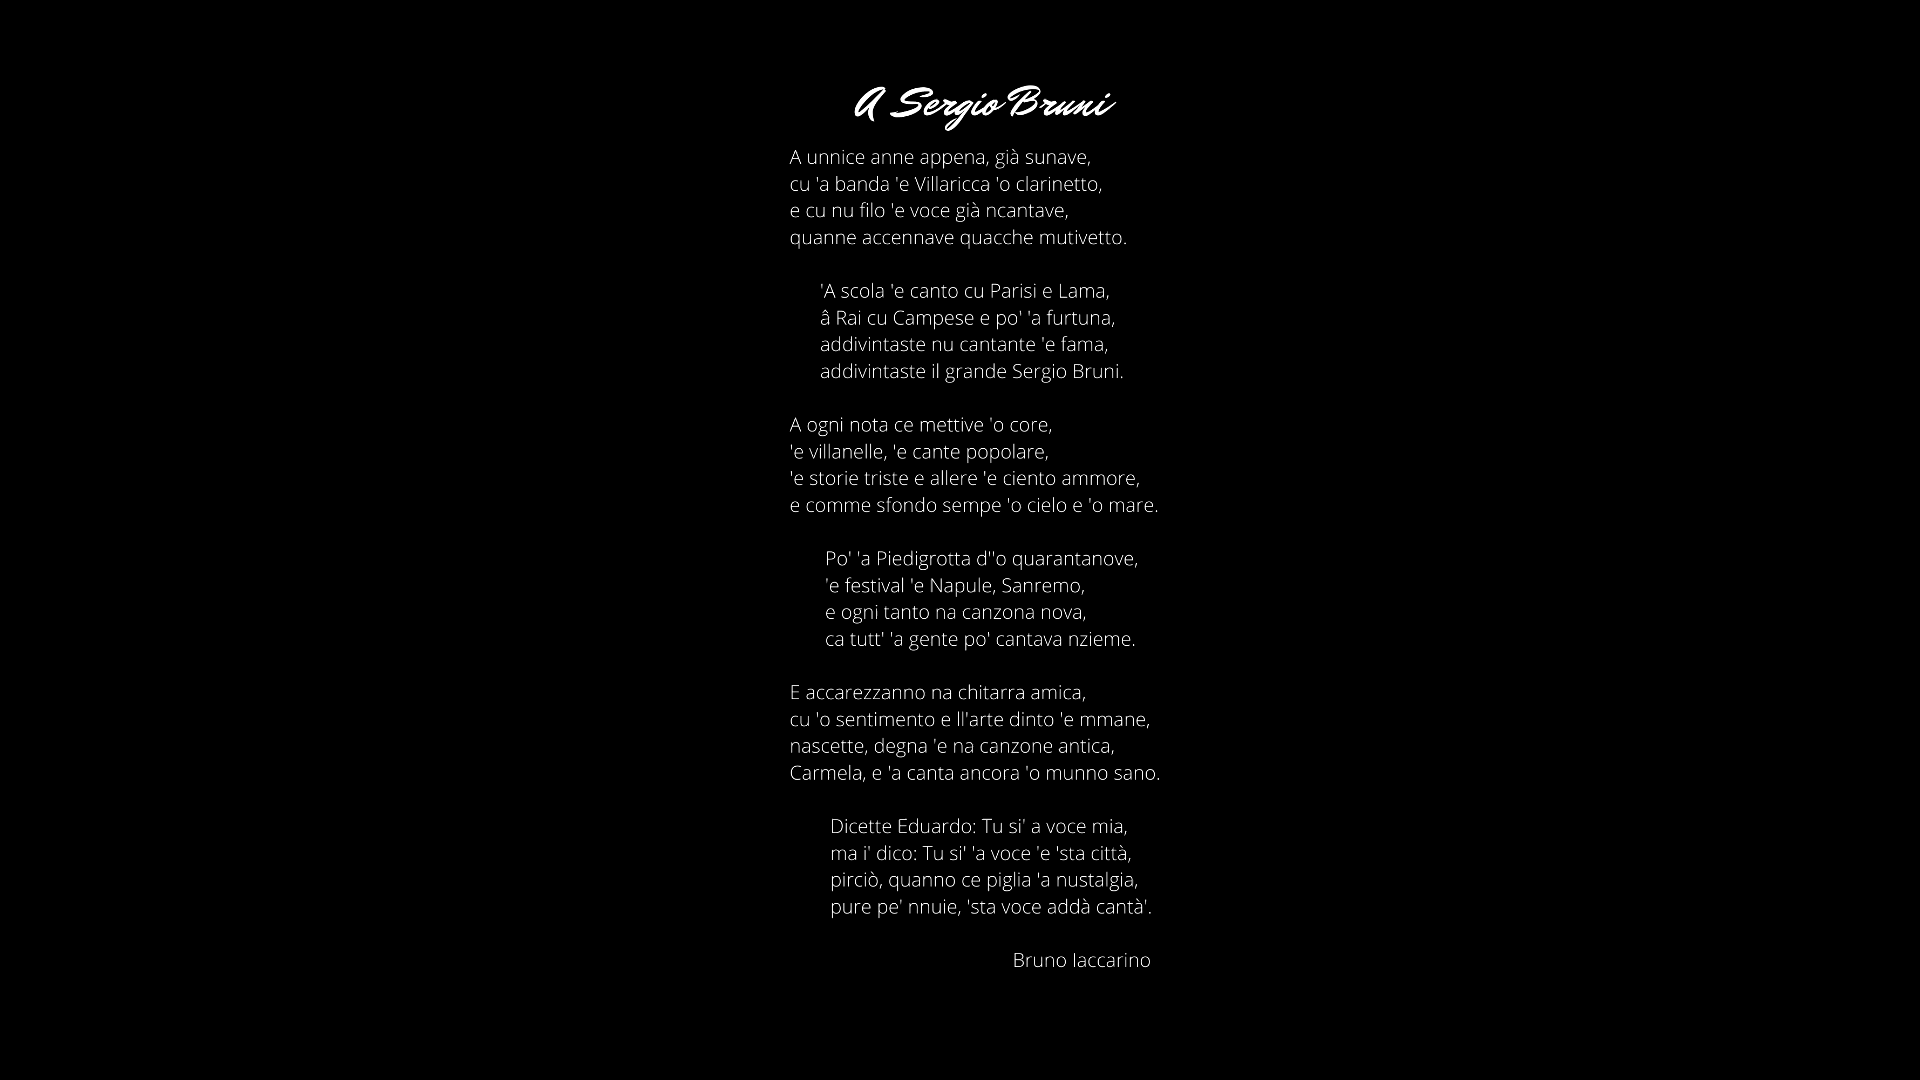 A Sergio Bruni
A unnice anne appena, già sunave,
cu 'a banda 'e Villaricca 'o clarinetto,
e cu nu filo 'e voce già ncantave,
quanne accennave quacche mutivetto.
'A scola 'e canto cu Parisi e Lama,
â Rai cu Campese e po' 'a furtuna,
addivintaste nu cantante 'e fama,
addivintaste il grande Sergio Bruni.
A ogni nota ce mettive 'o core,
'e villanelle, 'e cante popolare,
'e storie triste e allere 'e ciento ammore,
e comme sfondo sempe 'o cielo e 'o mare.
Po' 'a Piedigrotta d''o quarantanove,
'e festival 'e Napule, Sanremo,
e ogni tanto na canzona nova,
ca tutt' 'a gente po' cantava nzieme.
E accarezzanno na chitarra amica,
cu 'o sentimento e ll'arte dinto 'e mmane,
nascette, degna 'e na canzone antica,
Carmela, e 'a canta ancora 'o munno sano.
Dicette Eduardo: Tu si' a voce mia,
ma i' dico: Tu si' 'a voce 'e 'sta città,
pirciò, quanno ce piglia 'a nustalgia,
pure pe' nnuie, 'sta voce addà cantà'.
Bruno Iaccarino